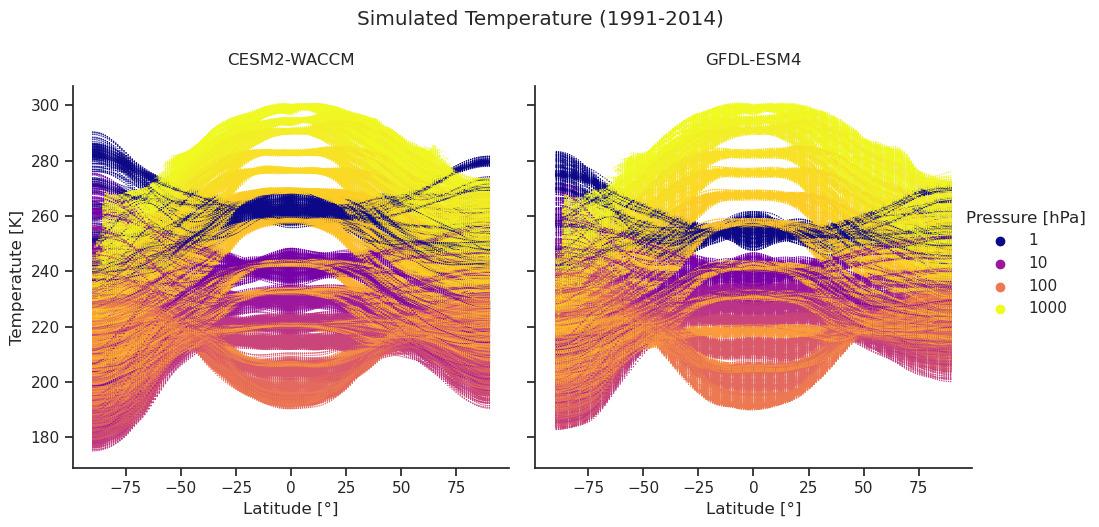 Simulated Temperature (1991-2014)
CESM2-WACCM
GFDL-ESM4
300
280
260
240
220
200
180
Temperatute [K]
−75 −50 −25 0 25 50 75
−75 −50 −25 0 25 50 75
Latitude [°]
Latitude [°]
Pressure [hPa]
1
10
100
1000